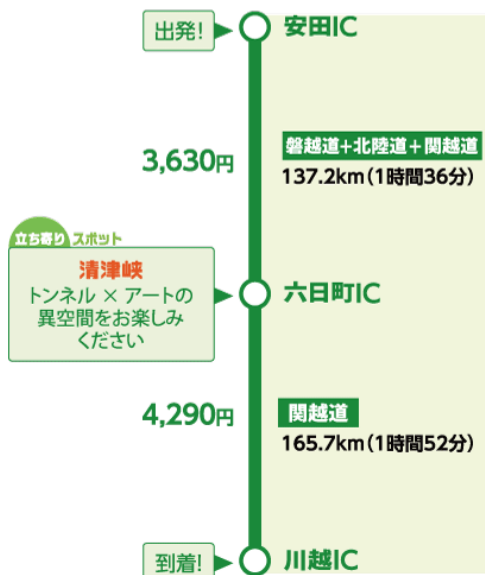 出発!
安田IC
3,630円
磐越道+北陸道+関越道
137.2km(1時間36分)
立ち寄りスポット
清津峡
トンネル × アートの
異空間をお楽しみ
ください
六日町IC
4,290円
関越道
165.7km(1時間52分)
到着!
川越IC